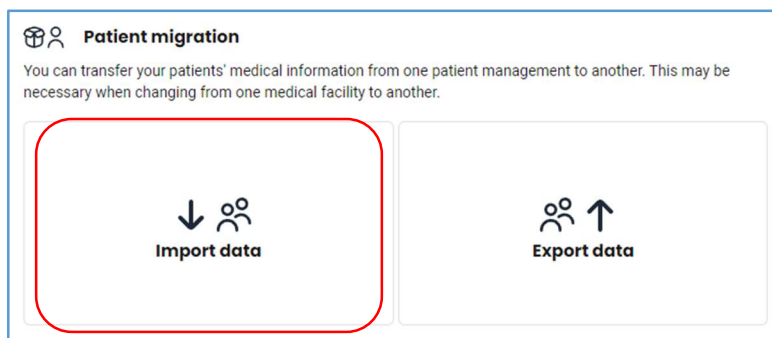 Patient migration
You can transfer your patients' medical information from one patient management to another. This may be
necessary when changing from one medical facility to another.
Import data
Export data